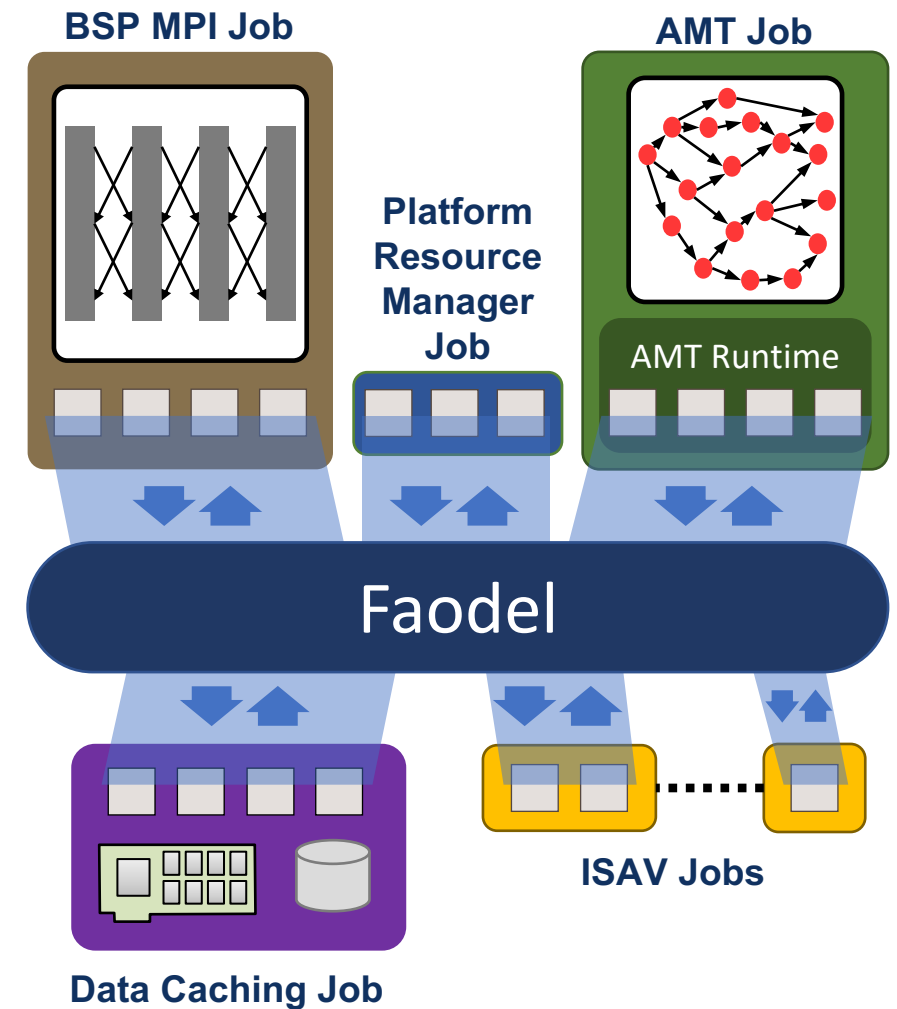 BSP MPI Job
AMT Job
Platform
Resource
Manager
Job
AMT Runtime
Faodel
ISAV Jobs
Data Caching Job